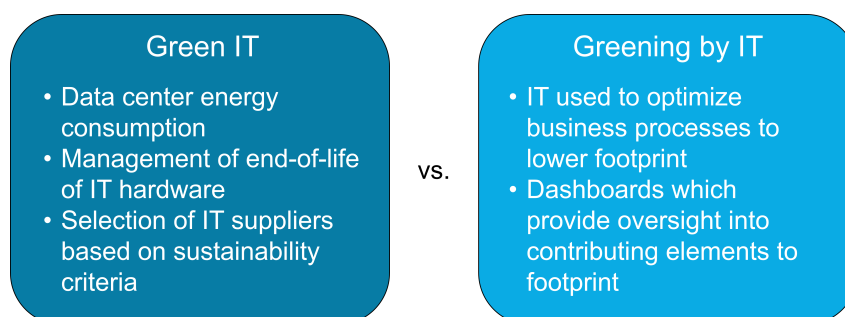 Green IT
• Data center energy
consumption
• Management of end-of-life
of IT hardware
• Selection of IT suppliers
based on sustainability
criteria
vs.
Greening by IT
• IT used to optimize
business processes to
lower footprint
• Dashboards which
provide oversight into
contributing elements to
footprint